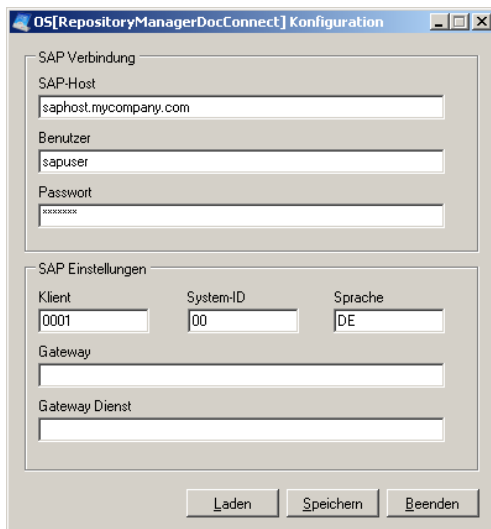 OS[RepositoryManagerDocConnect] Konfiguration
SAP Verbindung
SAP-Host
saphost.mycompany.com
Benutzer
sapuser
Passwort
×××××××
SAP Einstellungen
Klient System-ID Sprache
0001 00 DE
Gateway
Gateway Dienst
Laden Speichern Beenden